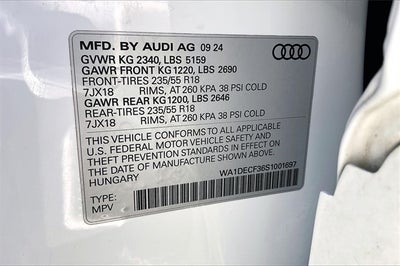 MFD. BY AUDI AG 09 24
GVWR KG 2340, LBS 5159
GAWR FRONT KG1220, LBS 2690
FRONT-TIRES 235/55 R18
7JX18 RIMS, AT 260 KPA 38 PSI COLD
GAWR REAR KG1200, LBS 2646
REAR-TIRES 235/55 R18
7JX18 RIMS, AT 260 KPA 38 PSI COLD
THIS VEHICLE CONFORMS TO ALL APPLICABLE
U.S. FEDERAL MOTOR VEHICLE SAFETY AND
THEFT PREVENTION STANDARDS IN EFFECT ON
THE DATE OF MANUFACTURE SHOWN ABOVE.
HUNGARY
WA1DECF36S1001697
TYPE:
MPV